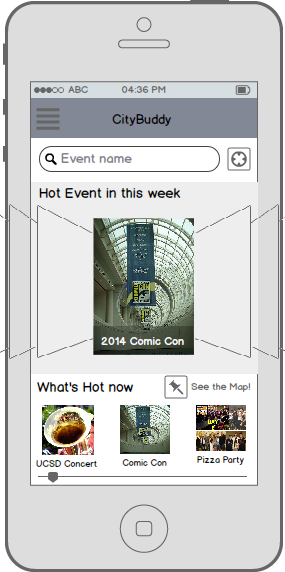 ABC 04:36 PM
CityBuddy
Event name
Hot Event in this week
2014 Comic Con
What's Hot now
See the Map!
UCSD Concert
Comic Con
Pizza Party